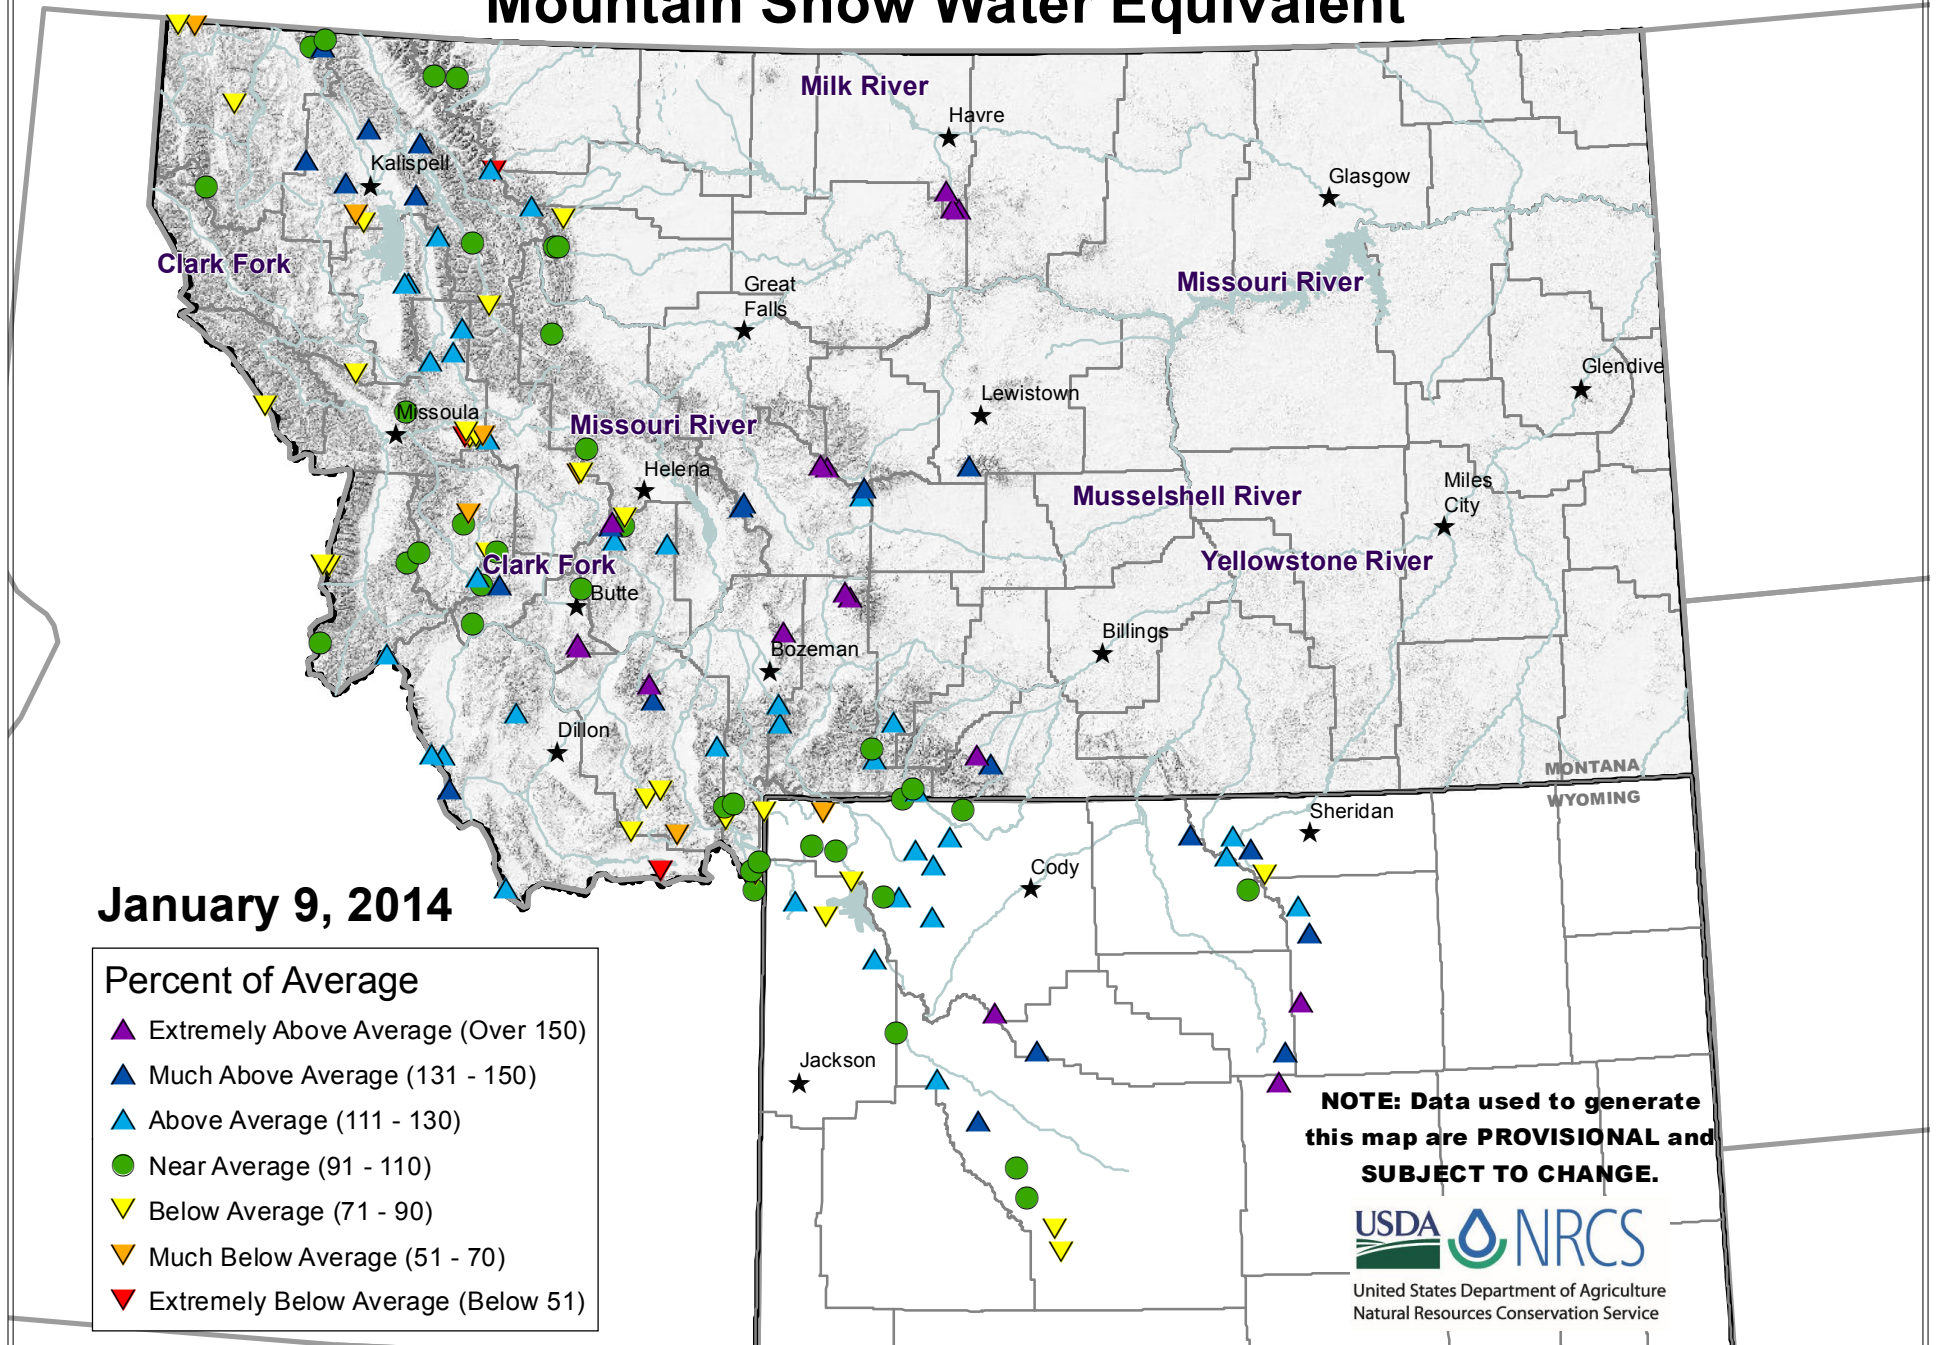 Mountain Snow Water Equivalent
Milk River
Havre
Kalispell
Glasgow
Clark Fork
Missouri River
Great
Falls
Glendive
Lewistown
Missoula
Missouri River
Helena
Miles
City
Musselshell River
Yellowstone River
Clark Fork
Butte
Billings
Bozeman
Dillon
MONTANA
WYOMING
Sheridan
Cody
January 9, 2014
Percent of Average
Extremely Above Average (Over 150)
Much Above Average (131 - 150)
Above Average (111 - 130)
Near Average (91 - 110)
Below Average (71 - 90)
Much Below Average (51 - 70)
Extremely Below Average (Below 51)
Jackson
NOTE: Data used to generate
this map are PROVISIONAL and
SUBJECT TO CHANGE.
USDA NRCS
United States Department of Agriculture
Natural Resources Conservation Service